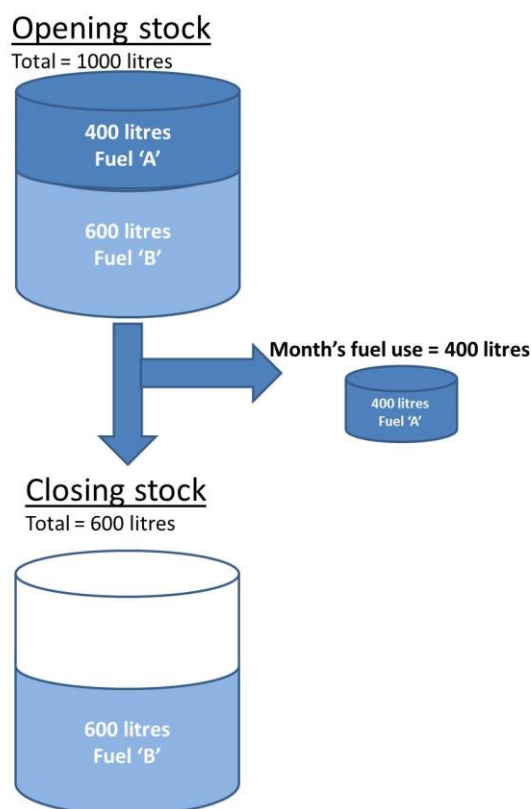 Opening stock
Total = 1000 litres
400 litres
Fuel ‘A’
600 litres
Fuel ‘B’
Month’s fuel use = 400 litres
400 litres
Fuel ‘A’
Closing stock
Total = 600 litres
600 litres
Fuel ‘B’